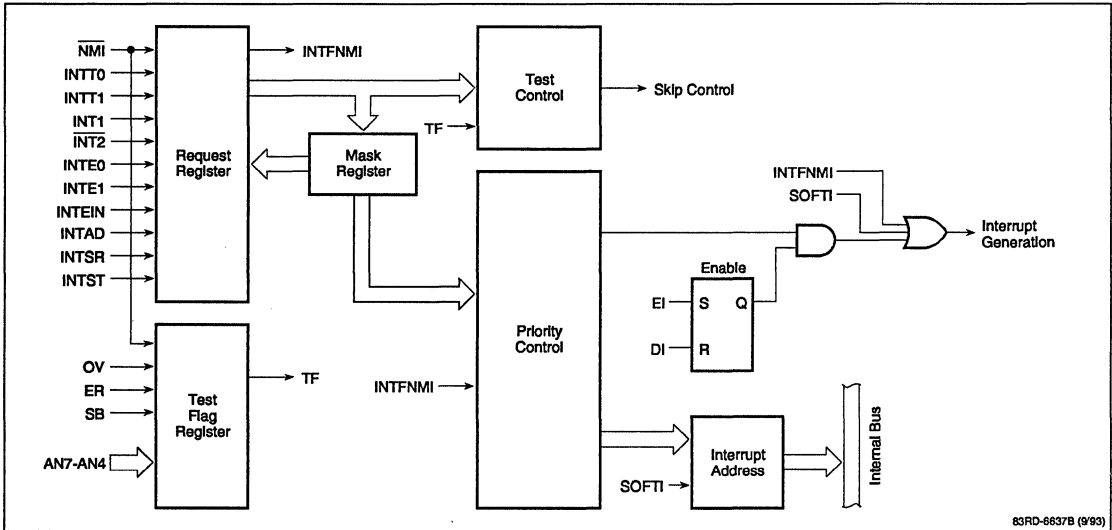 NMI
INTT0
INTT1
INT1
INT2
INTE0
INTE1
INTEIN
INTAD
INTSR
INTST
Request
Register
INTFNMI
Mask
Register
TF
Test
Control
Skip Control
OV
ER
SB
AN7-AN4
Test
Flag
Register
TF
INTFNMI
Priority
Control
Enable
EI
S
Q
DI
R
INTFNMI
SOFTI
Interrupt
Generation
SOFTI
Interrupt
Address
Internal Bus
83RD-6637B (9/93)